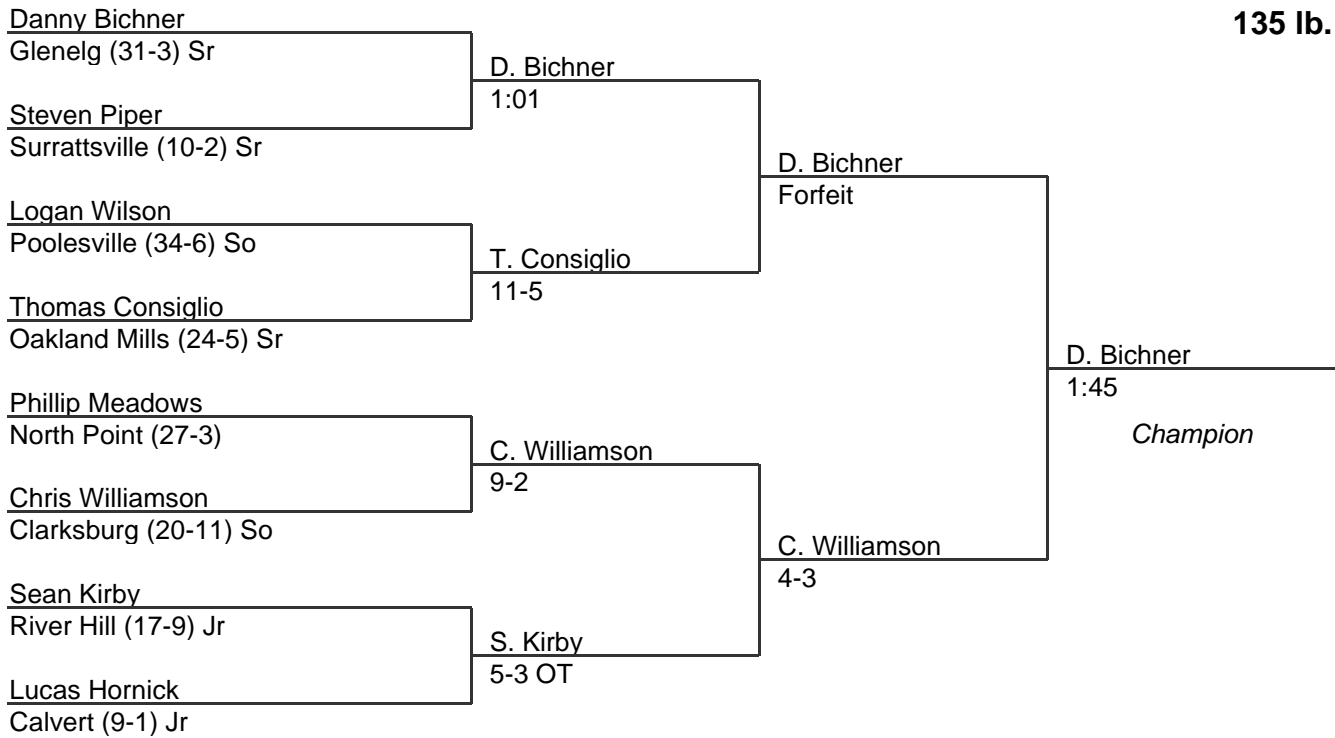 135 lb.
Danny Bichner
Glenelg (31-3) Sr
D. Bichner
1:01
Steven Piper
Surrattsville (10-2) Sr
D. Bichner
Forfeit
Logan Wilson
Poolesville (34-6) So
T. Consiglio
11-5
Thomas Consiglio
Oakland Mills (24-5) Sr
D. Bichner
1:45
Champion
Phillip Meadows
North Point (27-3)
C. Williamson
9-2
Chris Williamson
Clarksburg (20-11) So
C. Williamson
4-3
Sean Kirby
River Hill (17-9) Jr
S. Kirby
5-3 OT
Lucas Hornick
Calvert (9-1) Jr